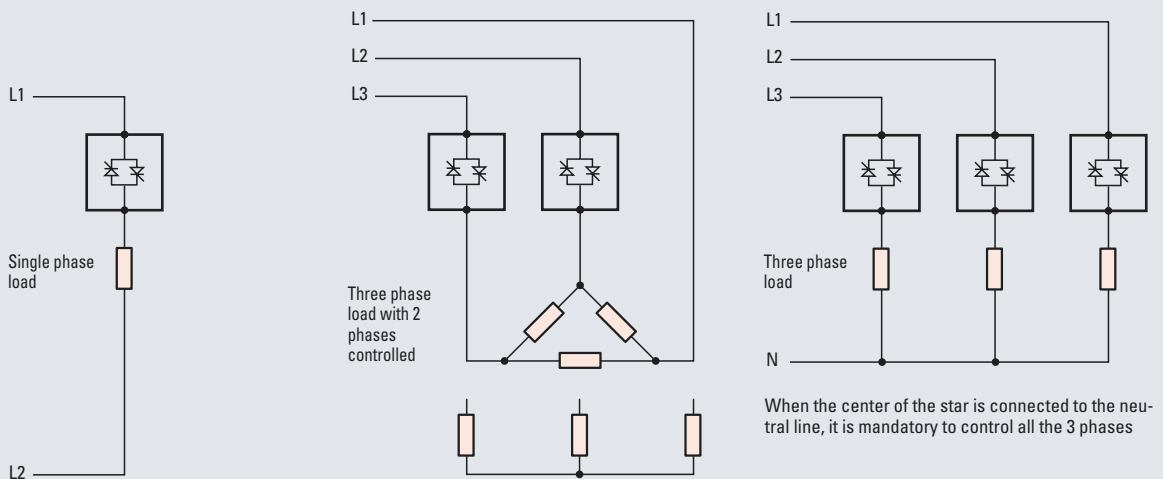 L1
Single phase
load
L2
L1
L2
L3
Three phase
load with 2
phases
controlled
L1
L2
L3
Three phase
load
N
When the center of the star is connected to the neu-
tral line, it is mandatory to control all the 3 phases